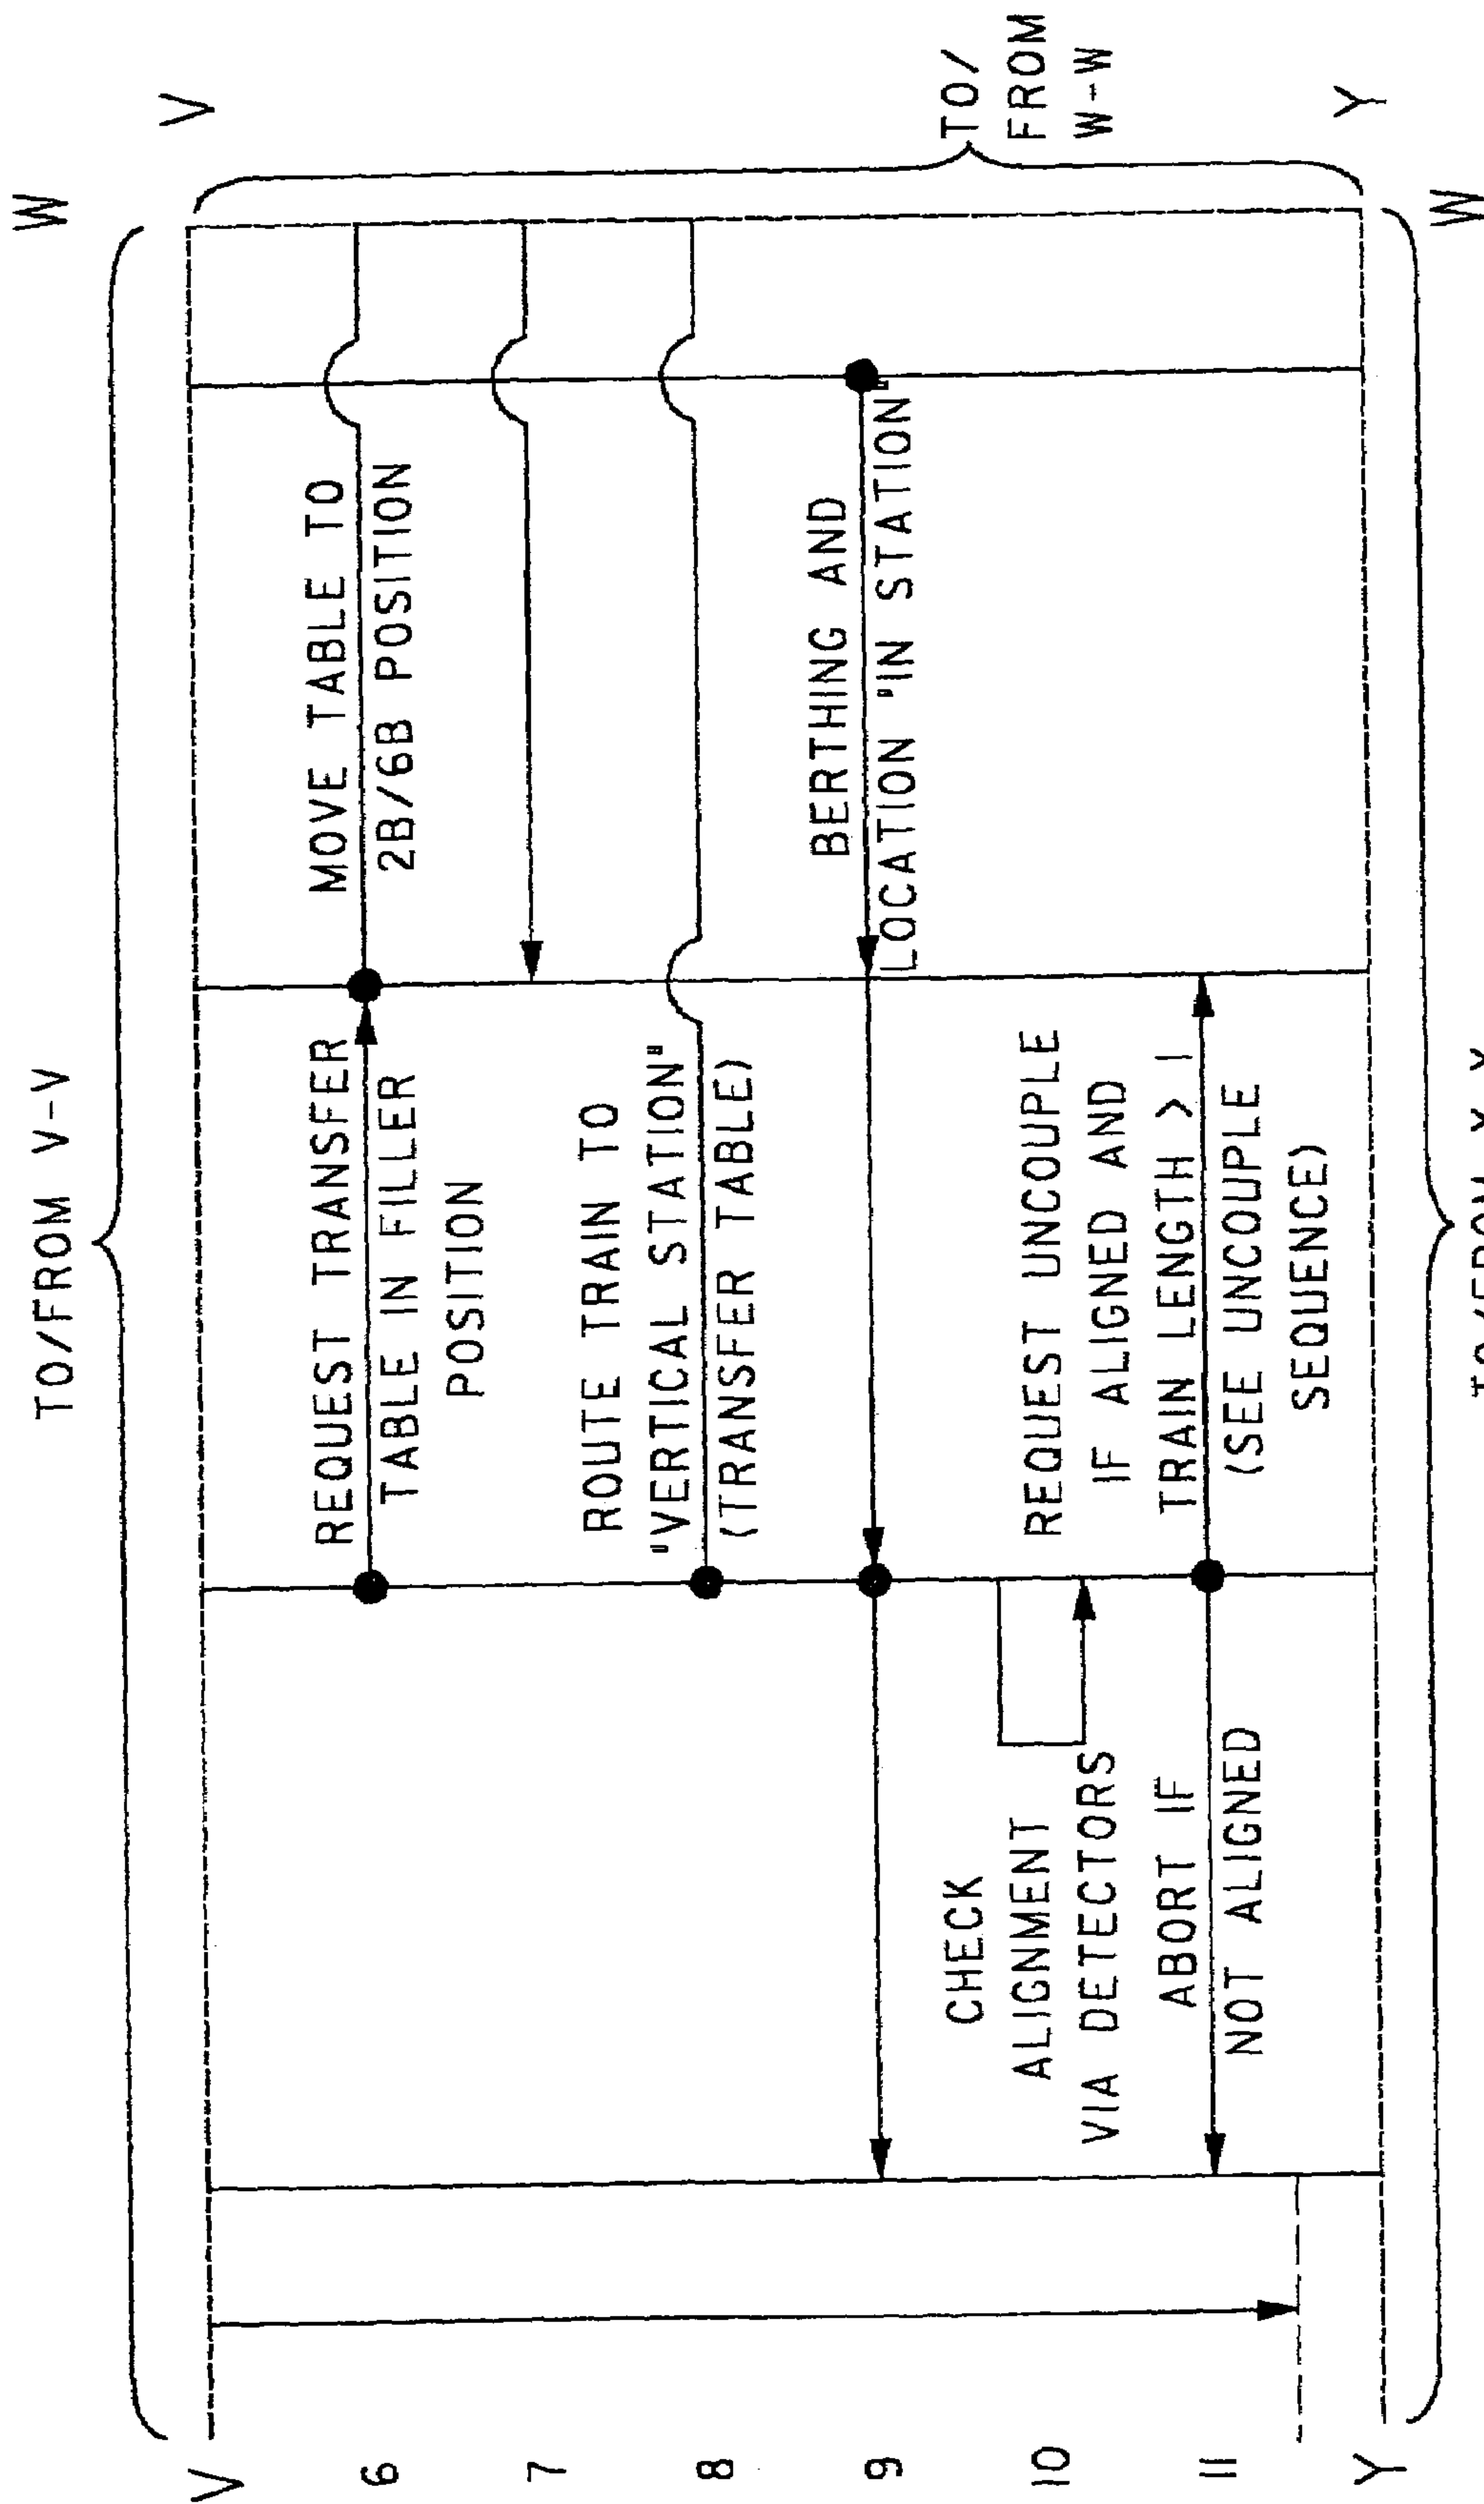 TO/FROM V-V
W
V
V
6
REQUEST TRANSFER
TABLE IN FILLER
POSITION
MOVE TABLE TO
2B/6B POSITION
7
8
ROUTE TRAIN TO
"VERTICAL STATION"
(TRANSFER TABLE)
9
BERTHING AND
LOCATION "IN STATION"
TO/
FROM
W-W
10
CHECK
ALIGNMENT
VIA DETECTORS
REQUEST UNCOUPLE
IF ALIGNED AND
TRAIN LENGTH > 1
(SEE UNCOUPLE
SEQUENCE)
11
ABORT IF
NOT ALIGNED
Y
Y
W